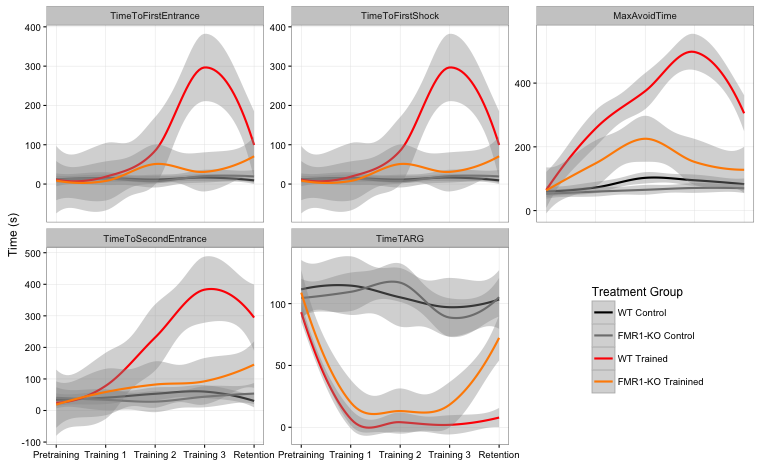 TimeToFirstEntrance TimeToFirstShock MaxAvoidTime
400 400
300 300
200 200
100 100
0 0
400
200
0
Time (s)
TimeToSecondEntrance TimeTARG
500
400
300
200
100
0
-100
100
50
0
Pretraining Training 1 Training 2 Training 3 Retention
Pretraining Training 1 Training 2 Training 3 Retention
Treatment Group
WT Control
FMR1-KO Control
WT Trained
FMR1-KO Trainined